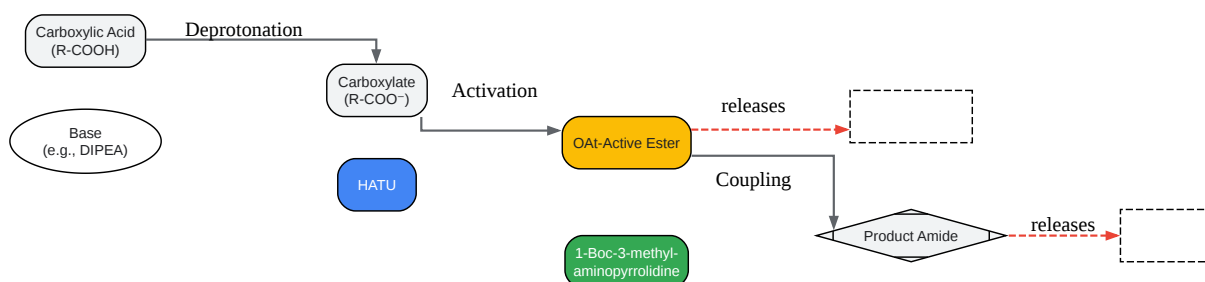 Carboxylic Acid
(R-COOH)
Deprotonation
Carboxylate
(R-COO⁻)
Activation
releases
Base
(e.g., DIPEA)
OAt-Active Ester
HATU
Coupling
Product Amide
releases
1-Boc-3-methyl-
aminopyrrolidine